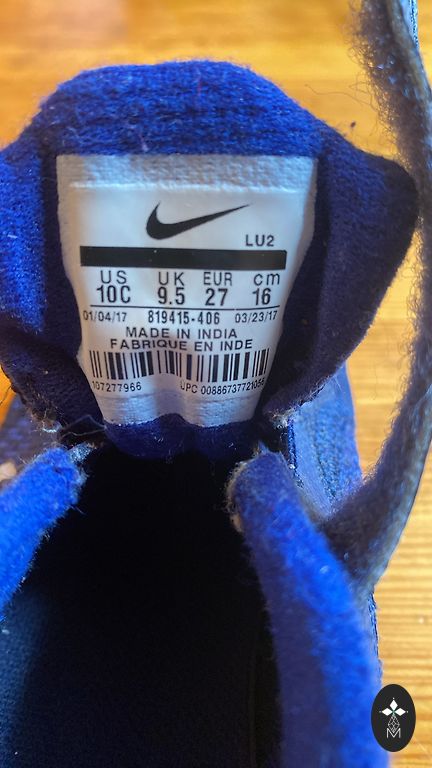 LU2
US UK EUR cm
10C 9.5 27 16
01/04/17 819415-406 03/23/17
MADE IN INDIA
FABRIQUE EN INDE
107277966 UPC